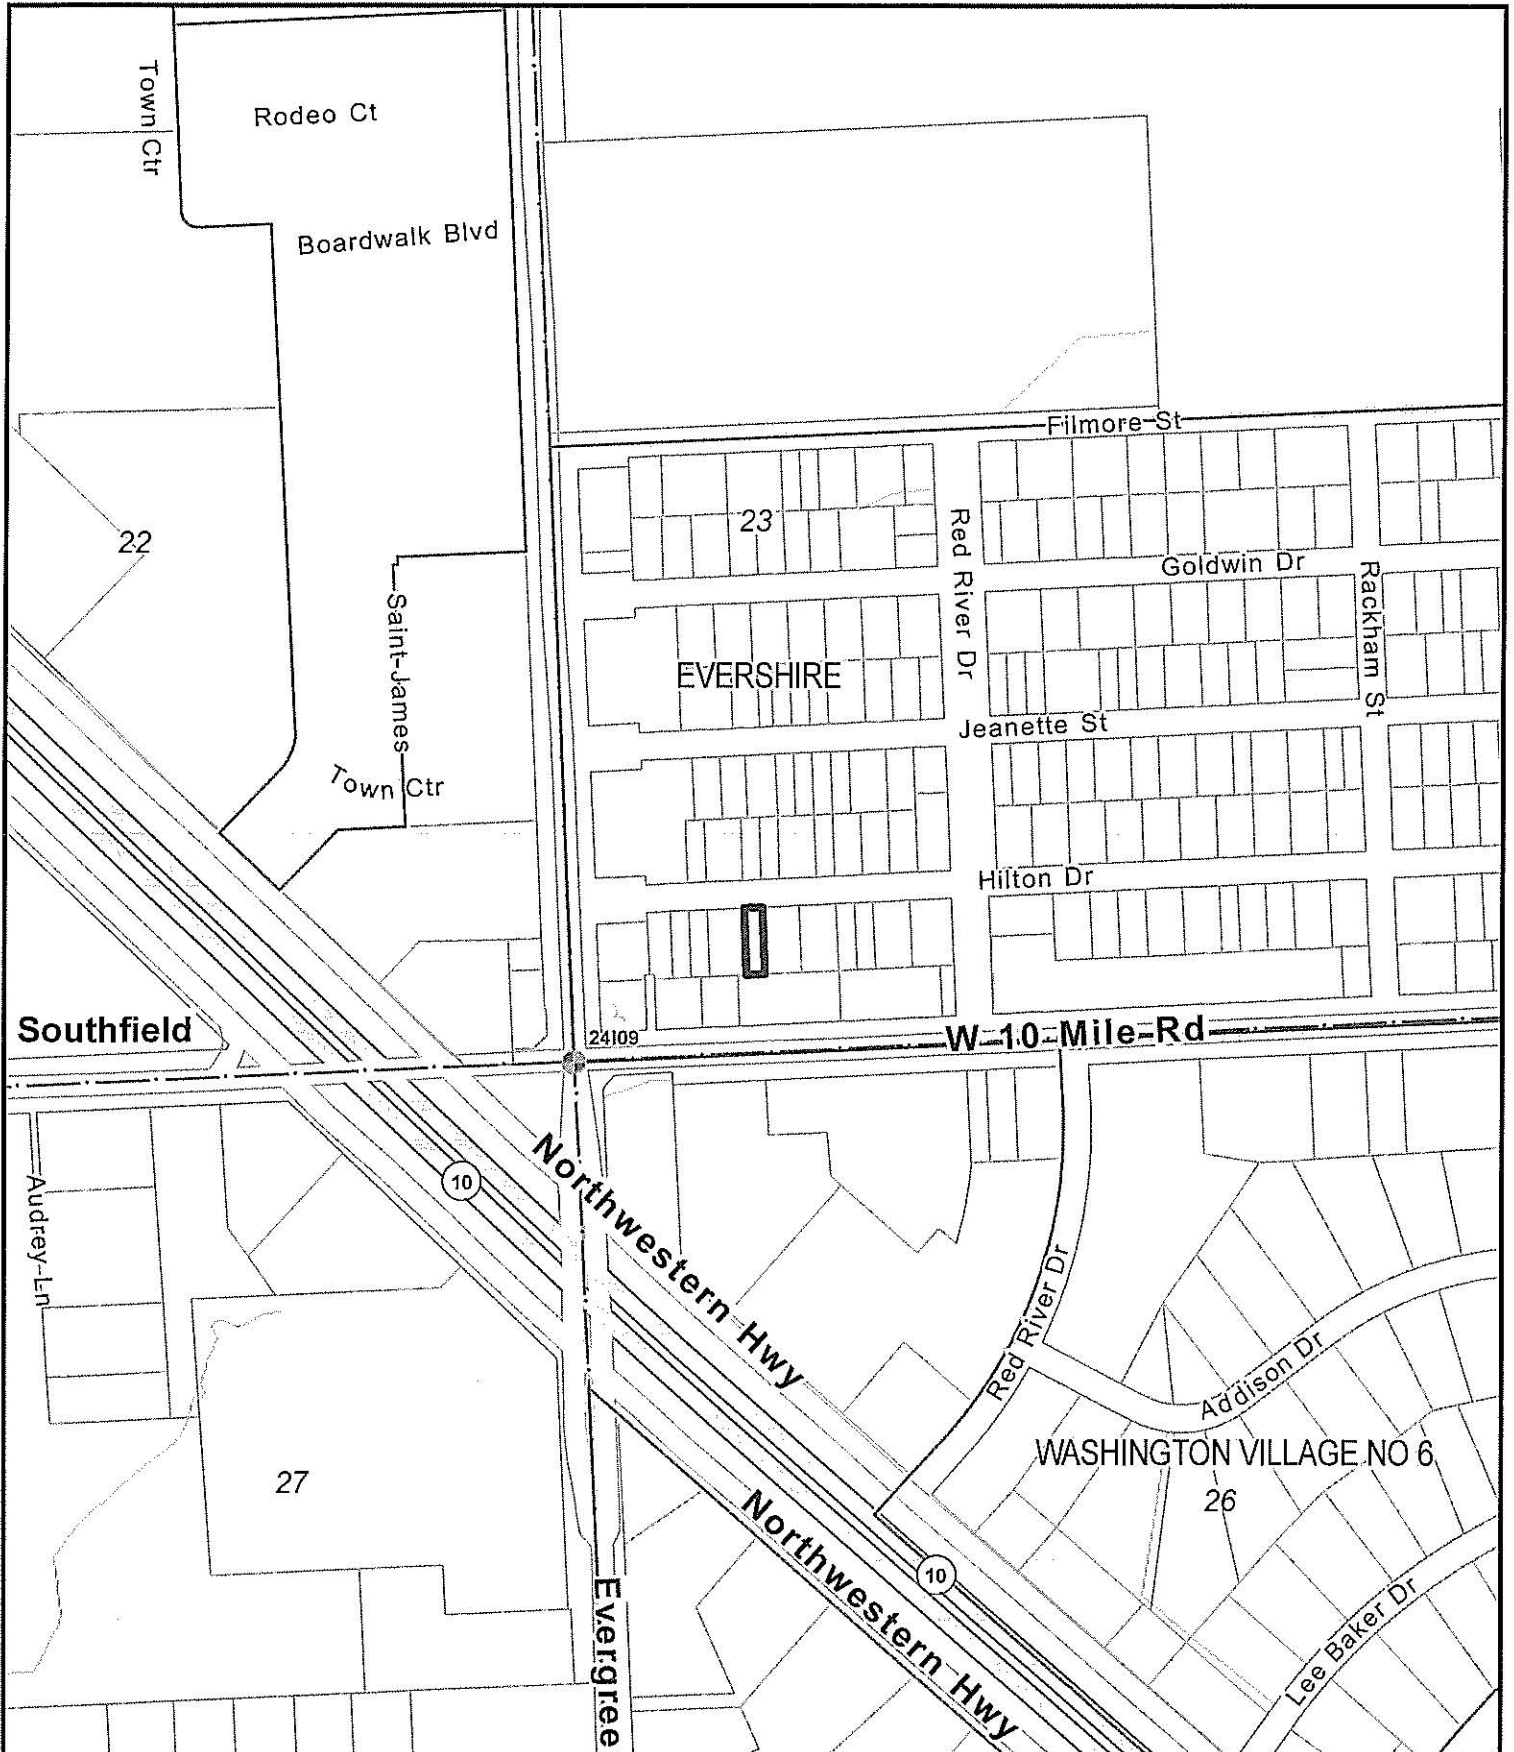 Town Ctr
Rodeo Ct
Boardwalk Blvd
Filmore St
22
23
Red River Dr
Goldwin Dr
Rackham St
Saint James
EVERSHIRE
Jeanette St
Town Ctr
Hilton Dr
Southfield
24I09
W 10 Mile Rd
Audrey Ln
10
Northwestern Hwy
Red River Dr
Addison Dr
WASHINGTON VILLAGE NO 6
27
26
Northwestern Hwy
10
Evergree
Lee Baker Dr